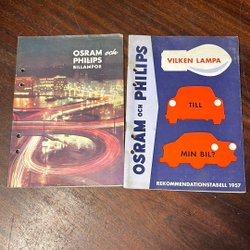 OSRAM och
PHILIPS
BILLAMPOR
OSRAM OCH PHILIPS
VILKEN LAMPA
TILL
MIN BIL?
REKOMMENDATIONSTABELL 1957